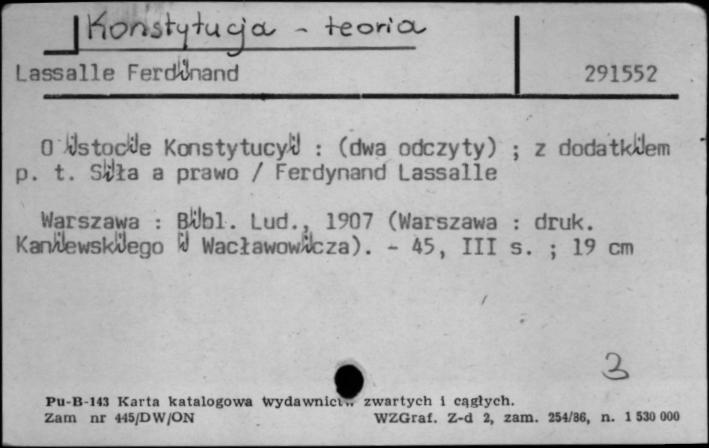 Konstytucja - teoria
Lassalle Ferdinand 291552
O istocie Konstytucyi : (dwa odczyty) ; z dodatkiem
p. t. Siła a prawo / Ferdynand Lassalle
Warszawa : Bibl. Lud., 1907 (Warszawa : druk.
Kaniewskiego i Wacławowicza). - 45, III s. ; 19 cm
3
Pu-B-143 Karta katalogowa wydawnictw zwartych i ciągłych.
Zam nr 445/DW/ON WZGraf. Z-d 2, zam. 254/86, n. 1 530 000